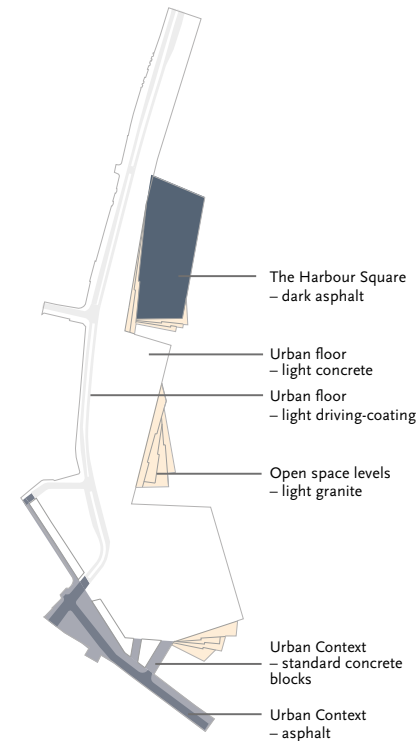 The Harbour Square
– dark asphalt
Urban floor
– light concrete
Urban floor
– light driving-coating
Open space levels
– light granite
Urban Context
– standard concrete
blocks
Urban Context
– asphalt